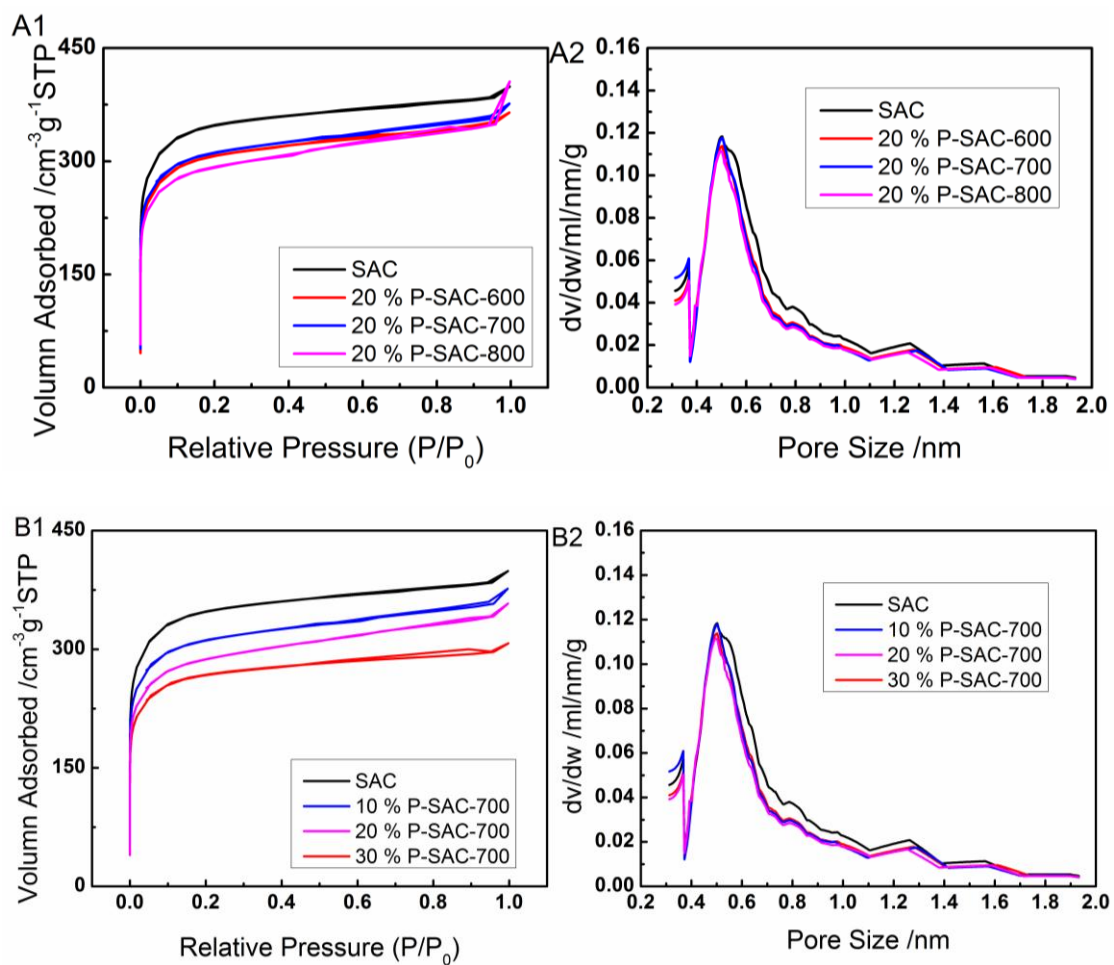 A1
Volumn Adsorbed /cm-3g-1STP
450
300
150
0
0.0 0.2 0.4 0.6 0.8 1.0
Relative Pressure (P/P0)
SAC
20 % P-SAC-600
20 % P-SAC-700
20 % P-SAC-800
A2
dv/dw/ml/nm/g
0.16
0.14
0.12
0.10
0.08
0.06
0.04
0.02
0.00
0.2 0.4 0.6 0.8 1.0 1.2 1.4 1.6 1.8 2.0
Pore Size /nm
SAC
20 % P-SAC-600
20 % P-SAC-700
20 % P-SAC-800
B1
Volumn Adsorbed /cm-3g-1STP
450
300
150
0
0.0 0.2 0.4 0.6 0.8 1.0
Relative Pressure (P/P0)
SAC
10 % P-SAC-700
20 % P-SAC-700
30 % P-SAC-700
B2
dv/dw /ml/nm/g
0.16
0.14
0.12
0.10
0.08
0.06
0.04
0.02
0.00
0.2 0.4 0.6 0.8 1.0 1.2 1.4 1.6 1.8 2.0
Pore Size /nm
SAC
10 % P-SAC-700
20 % P-SAC-700
30 % P-SAC-700